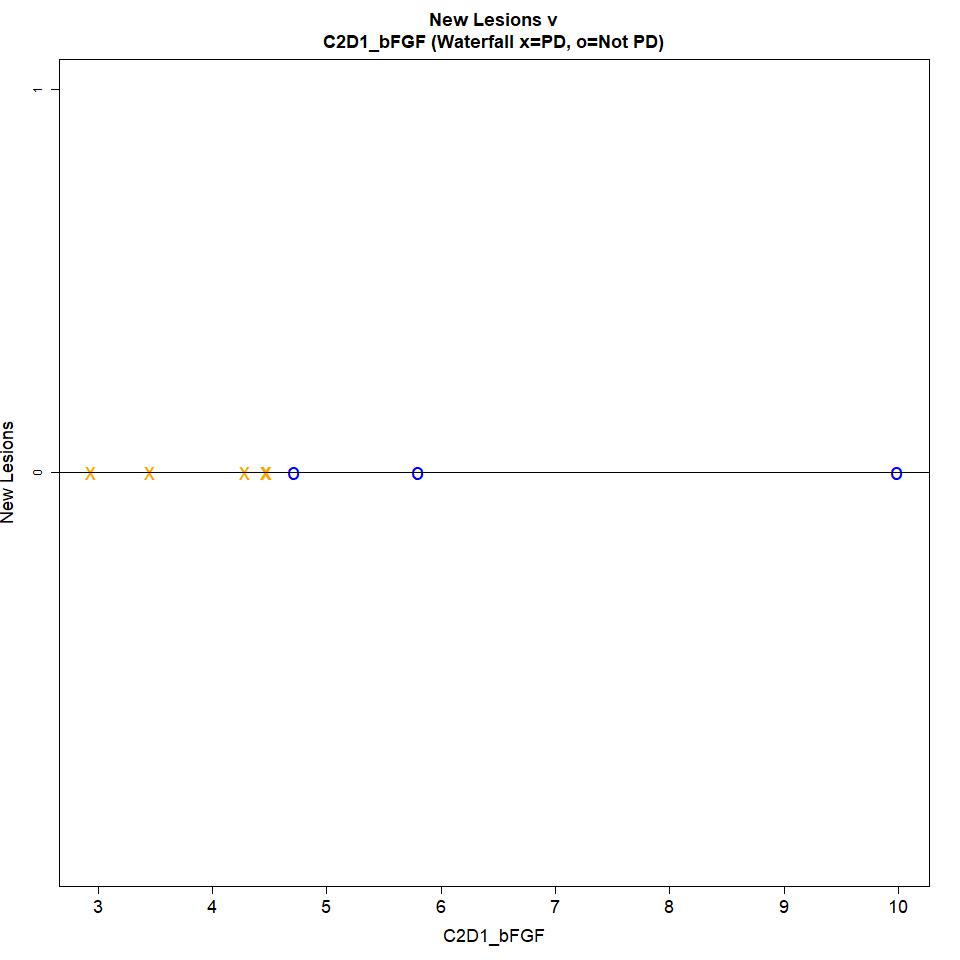 New Lesions v
C2D1_bFGF (Waterfall x=PD, o=Not PD)
1
0
New Lesions
x x x x o o o
3 4 5 6 7 8 9 10
C2D1_bFGF